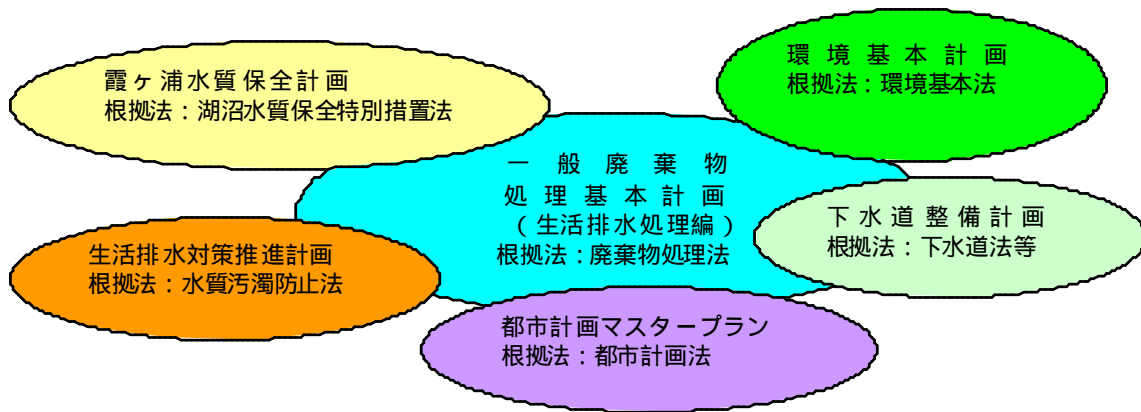 霞ヶ浦水質保全計画
根拠法：湖沼水質保全特別措置法
環境基本計画
根拠法：環境基本法
一般廃棄物
処理基本計画
（生活排水処理編）
根拠法：廃棄物処理法
下水道整備計画
根拠法：下水道法等
生活排水対策推進計画
根拠法：水質汚濁防止法
都市計画マスタープラン
根拠法：都市計画法